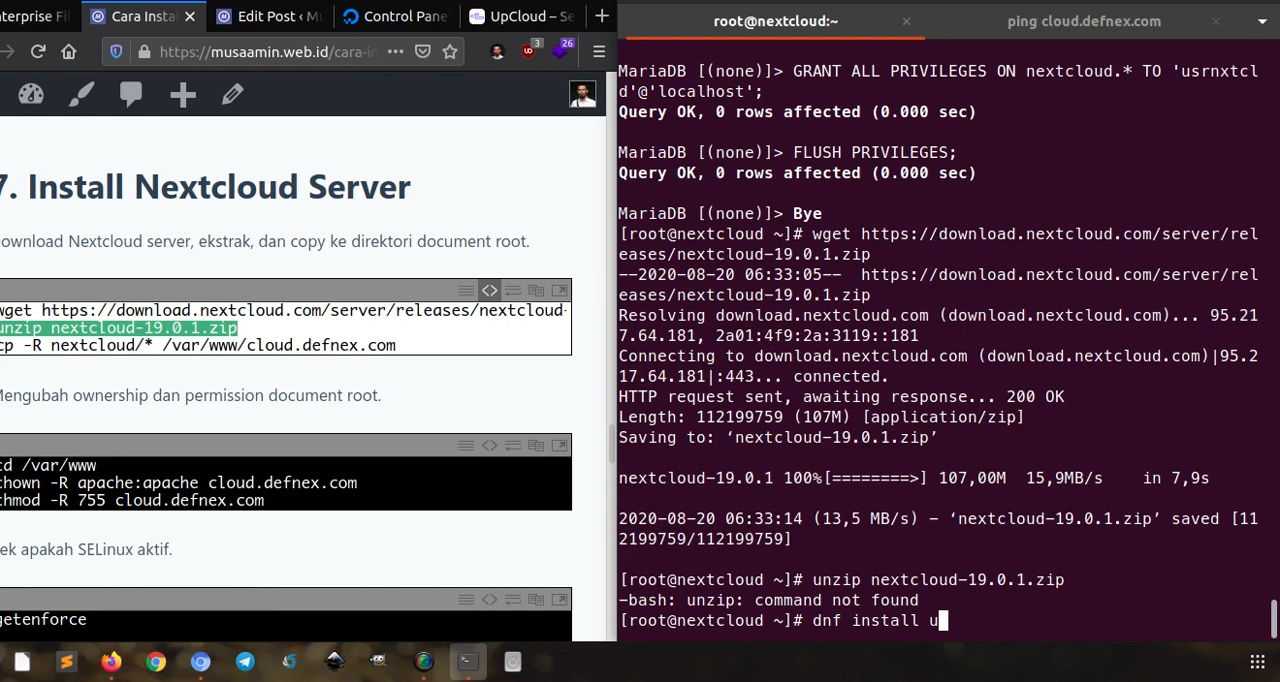 erprise Fi
Cara Insta
Edit Post ‹ M
Control Pane
UpCloud – Se
root@nextcloud:~
ping cloud.defnex.com
https://musaamin.web.id/cara-in
3
26
7. Install Nextcloud Server
ownload Nextcloud server, ekstrak, dan copy ke direktori document root.
wget https://download.nextcloud.com/server/releases/nextcloud-
unzip nextcloud-19.0.1.zip
cp -R nextcloud/* /var/www/cloud.defnex.com
Mengubah ownership dan permission document root.
cd /var/www
chown -R apache:apache cloud.defnex.com
chmod -R 755 cloud.defnex.com
ek apakah SELinux aktif.
getenforce
MariaDB [(none)]> GRANT ALL PRIVILEGES ON nextcloud.* TO 'usrnxtcl
d'@'localhost';
Query OK, 0 rows affected (0.000 sec)
MariaDB [(none)]> FLUSH PRIVILEGES;
Query OK, 0 rows affected (0.000 sec)
MariaDB [(none)]> Bye
[root@nextcloud ~]# wget https://download.nextcloud.com/server/rel
eases/nextcloud-19.0.1.zip
--2020-08-20 06:33:05--  https://download.nextcloud.com/server/rel
eases/nextcloud-19.0.1.zip
Resolving download.nextcloud.com (download.nextcloud.com)... 95.21
7.64.181, 2a01:4f9:2a:3119::181
Connecting to download.nextcloud.com (download.nextcloud.com)|95.2
17.64.181|:443... connected.
HTTP request sent, awaiting response... 200 OK
Length: 112199759 (107M) [application/zip]
Saving to: ‘nextcloud-19.0.1.zip’
nextcloud-19.0.1 100%[========>] 107,00M  15,9MB/s    in 7,9s
2020-08-20 06:33:14 (13,5 MB/s) - ‘nextcloud-19.0.1.zip’ saved [11
2199759/112199759]
[root@nextcloud ~]# unzip nextcloud-19.0.1.zip
-bash: unzip: command not found
[root@nextcloud ~]# dnf install u